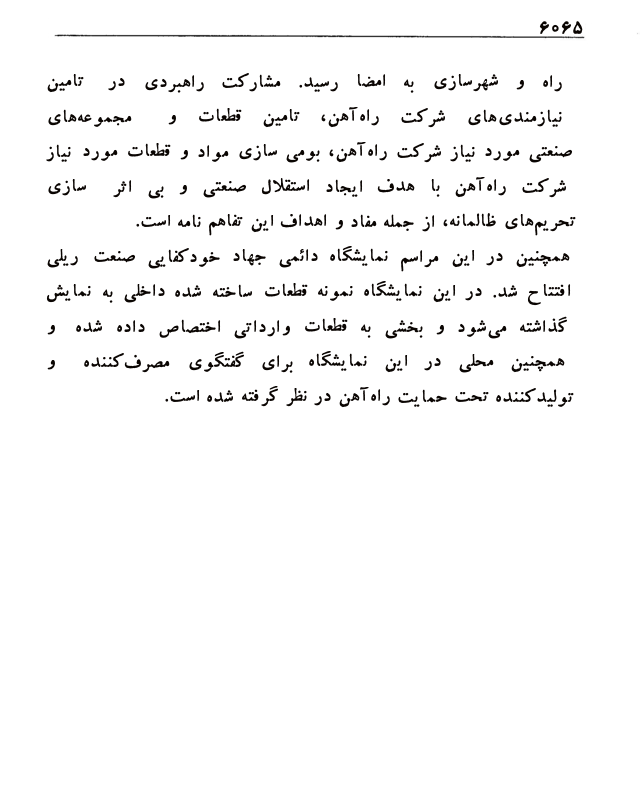 ۶۰۶۵
راه و شهرسازی به امضا رسید. مشارکت راهبردی در تامین
نیازمندی‌های شرکت راه‌آهن، تامین قطعات و مجموعه‌های
صنعتی مورد نیاز شرکت راه‌آهن، بومی سازی مواد و قطعات مورد نیاز
شرکت راه‌آهن با هدف ایجاد استقلال صنعتی و بی اثر سازی
تحریم‌های ظالمانه، از جمله مفاد و اهداف این تفاهم نامه است.
همچنین در این مراسم نمایشگاه دائمی جهاد خودکفایی صنعت ریلی
افتتاح شد. در این نمایشگاه نمونه قطعات ساخته شده داخلی به نمایش
گذاشته می‌شود و بخشی به قطعات وارداتی اختصاص داده شده و
همچنین محلی در این نمایشگاه برای گفتگوی مصرف‌کننده و
تولیدکننده تحت حمایت راه‌آهن در نظر گرفته شده است.